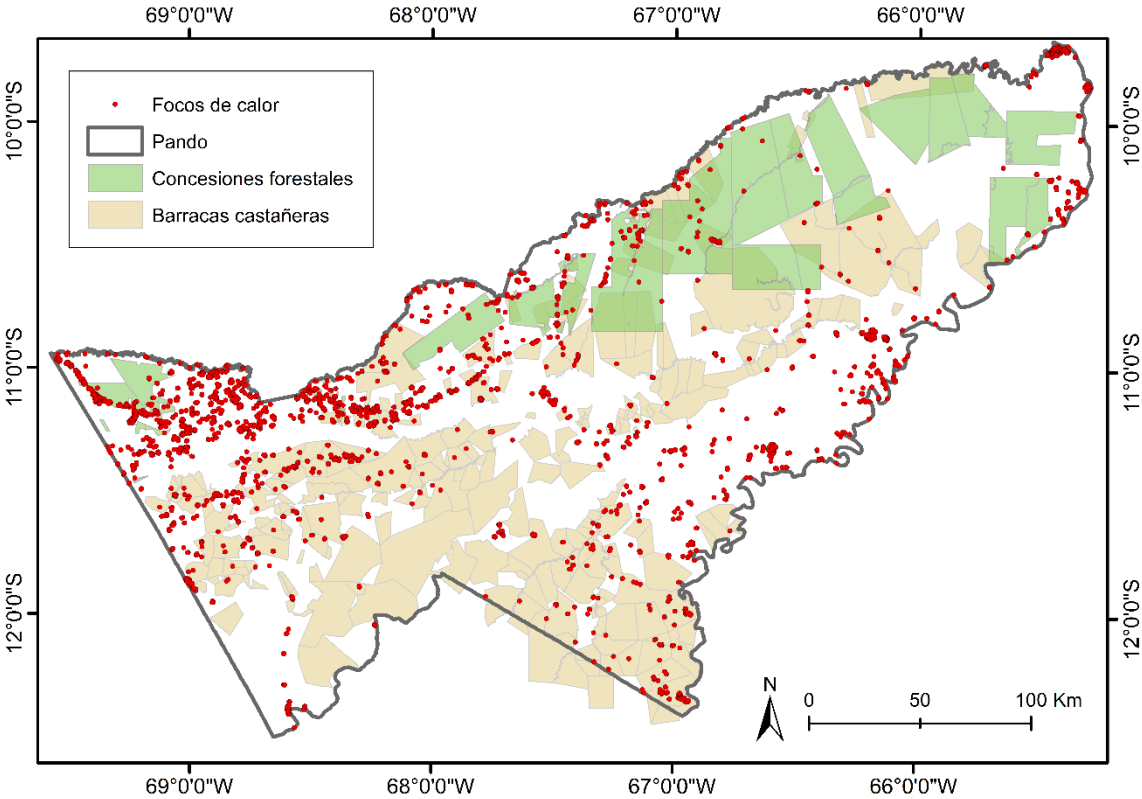 69°0'0"W 68°0'0"W 67°0'0"W 66°0'0"W
Focos de calor
Pando
Concesiones forestales
Barracas castañeras
10°0'0"S
10°0'0"S
11°0'0"S
11°0'0"S
12°0'0"S
12°0'0"S
N
0 50 100 Km
69°0'0"W 68°0'0"W 67°0'0"W 66°0'0"W